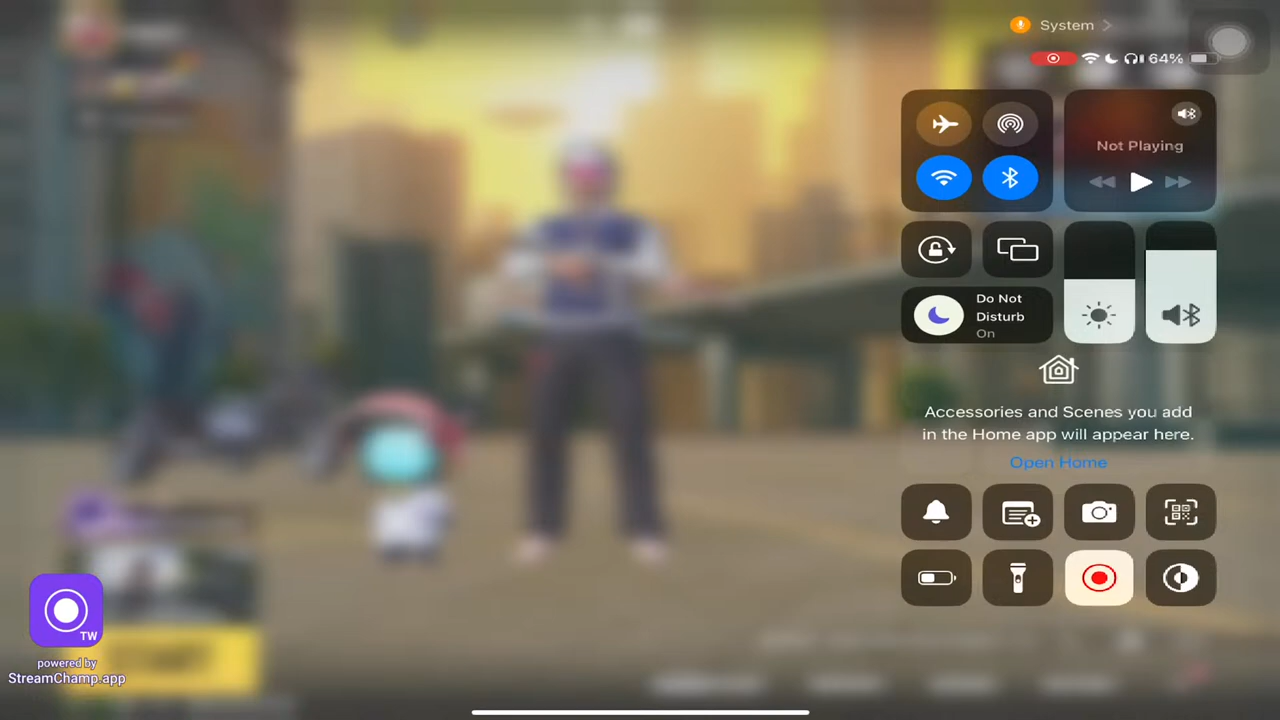 System
64%
Not Playing
Do Not
Disturb
On
Accessories and Scenes you add
in the Home app will appear here.
Open Home
TW
powered by
StreamChamp.app